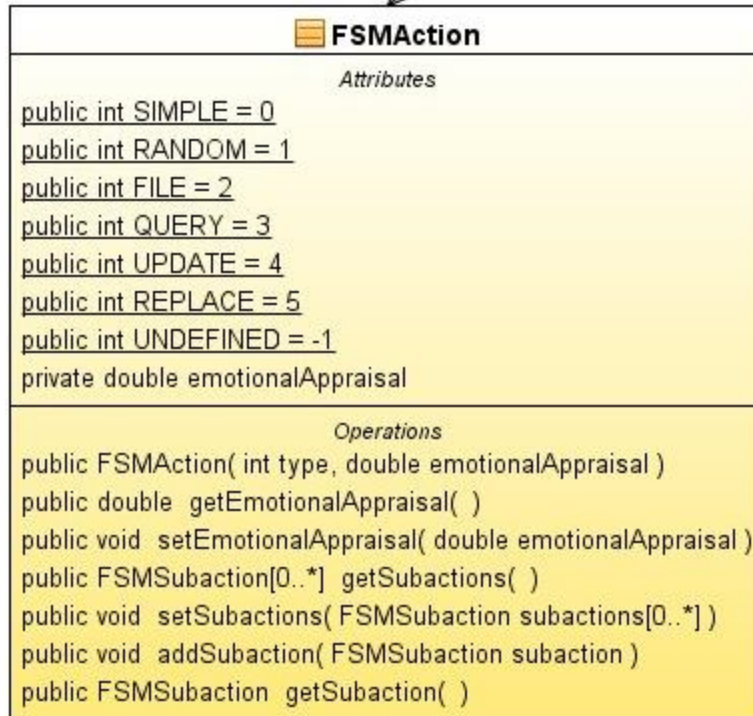 FSMAction
Attributes
public int SIMPLE = 0
public int RANDOM = 1
public int FILE = 2
public int QUERY = 3
public int UPDATE = 4
public int REPLACE = 5
public int UNDEFINED = -1
private double emotionalAppraisal
Operations
public FSMAction( int type, double emotionalAppraisal )
public double  getEmotionalAppraisal( )
public void  setEmotionalAppraisal( double emotionalAppraisal )
public FSMSubaction[0..*]  getSubactions( )
public void  setSubactions( FSMSubaction subactions[0..*] )
public void  addSubaction( FSMSubaction subaction )
public FSMSubaction  getSubaction( )